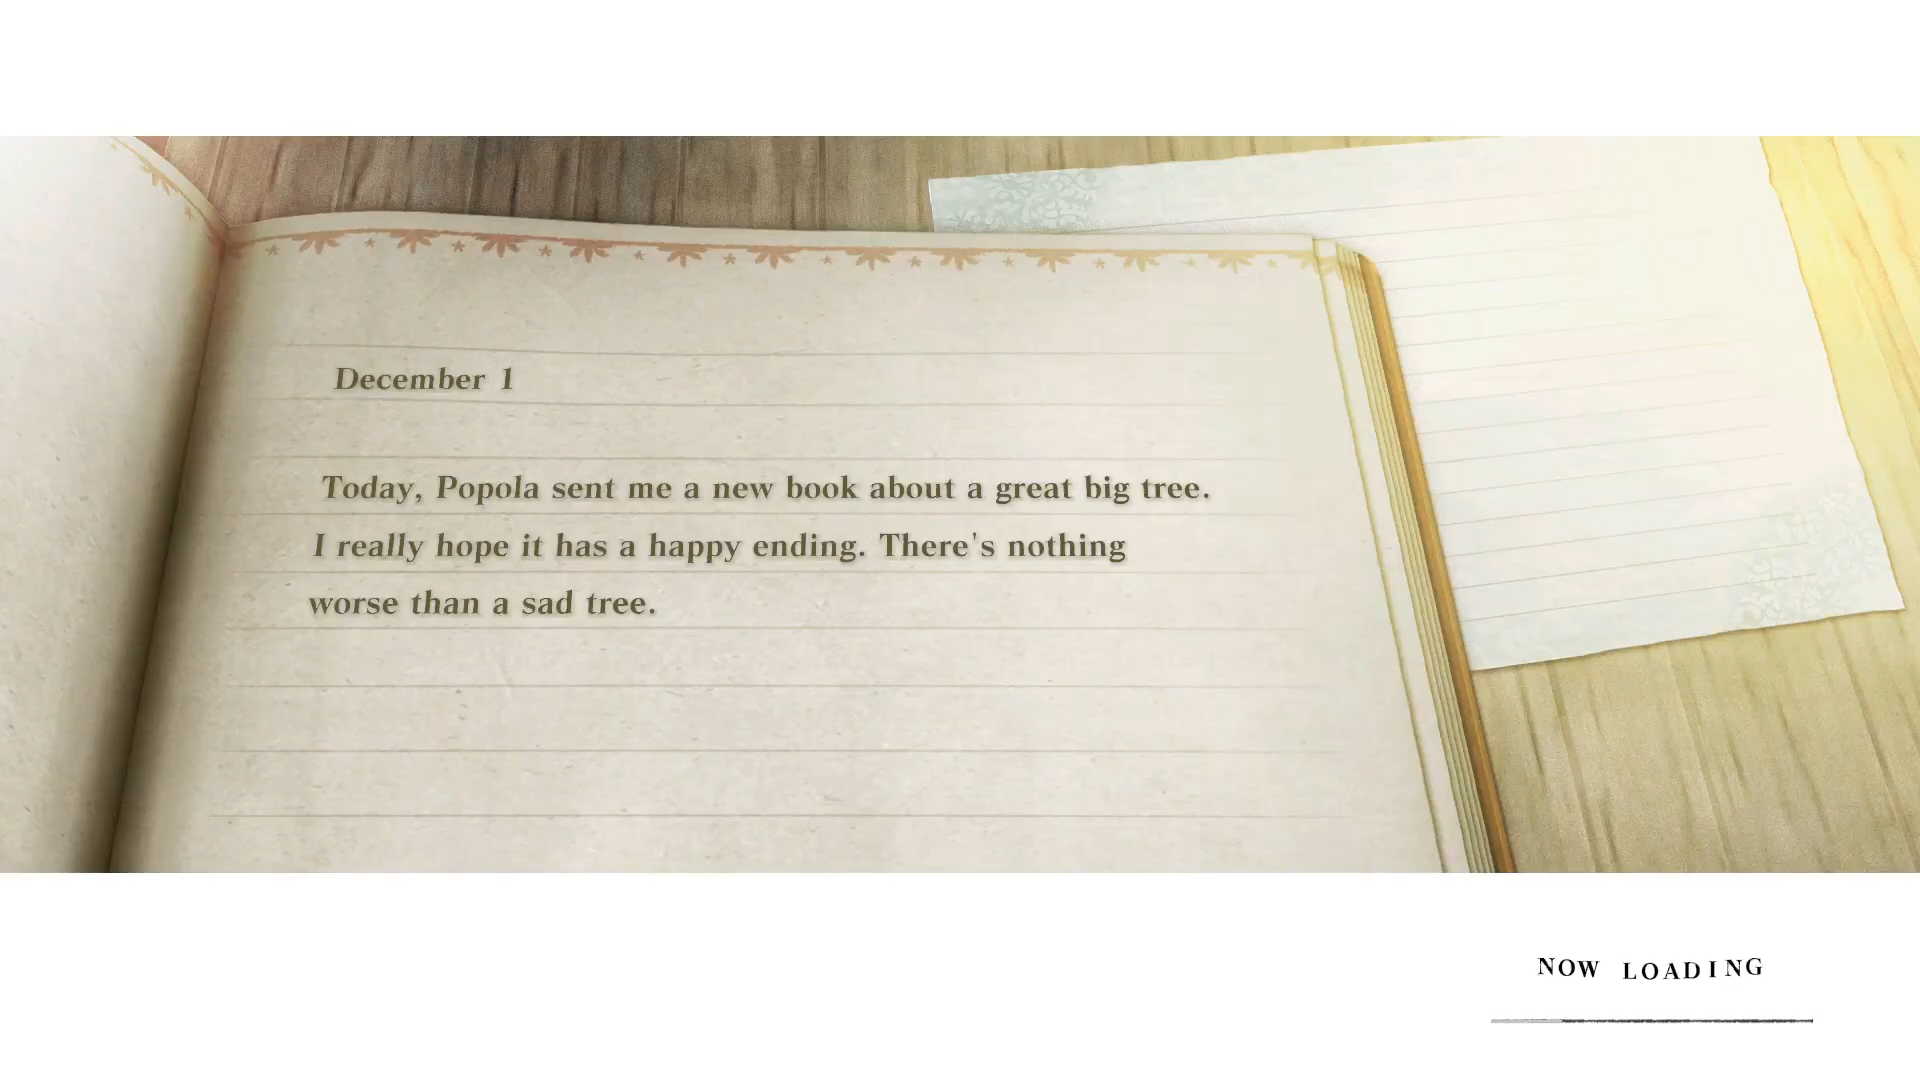 December 1
Today, Popola sent me a new book about a great big tree.
I really hope it has a happy ending. There's nothing
worse than a sad tree.
NOW LOADING